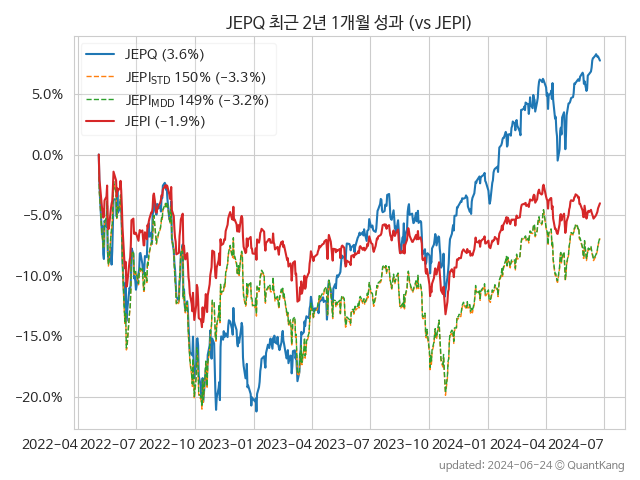 JEPQ 최근 2년 1개월 성과 (vs JEPI)
JEPQ (3.6%)
JEPI_STD 150% (−3.3%)
JEPI_MDD 149% (−3.2%)
JEPI (−1.9%)
5.0%
0.0%
−5.0%
−10.0%
−15.0%
−20.0%
2022-04 2022-07 2022-10 2023-01 2023-04 2023-07 2023-10 2024-01 2024-04 2024-07
updated: 2024-06-24 ⓒ QuantKang